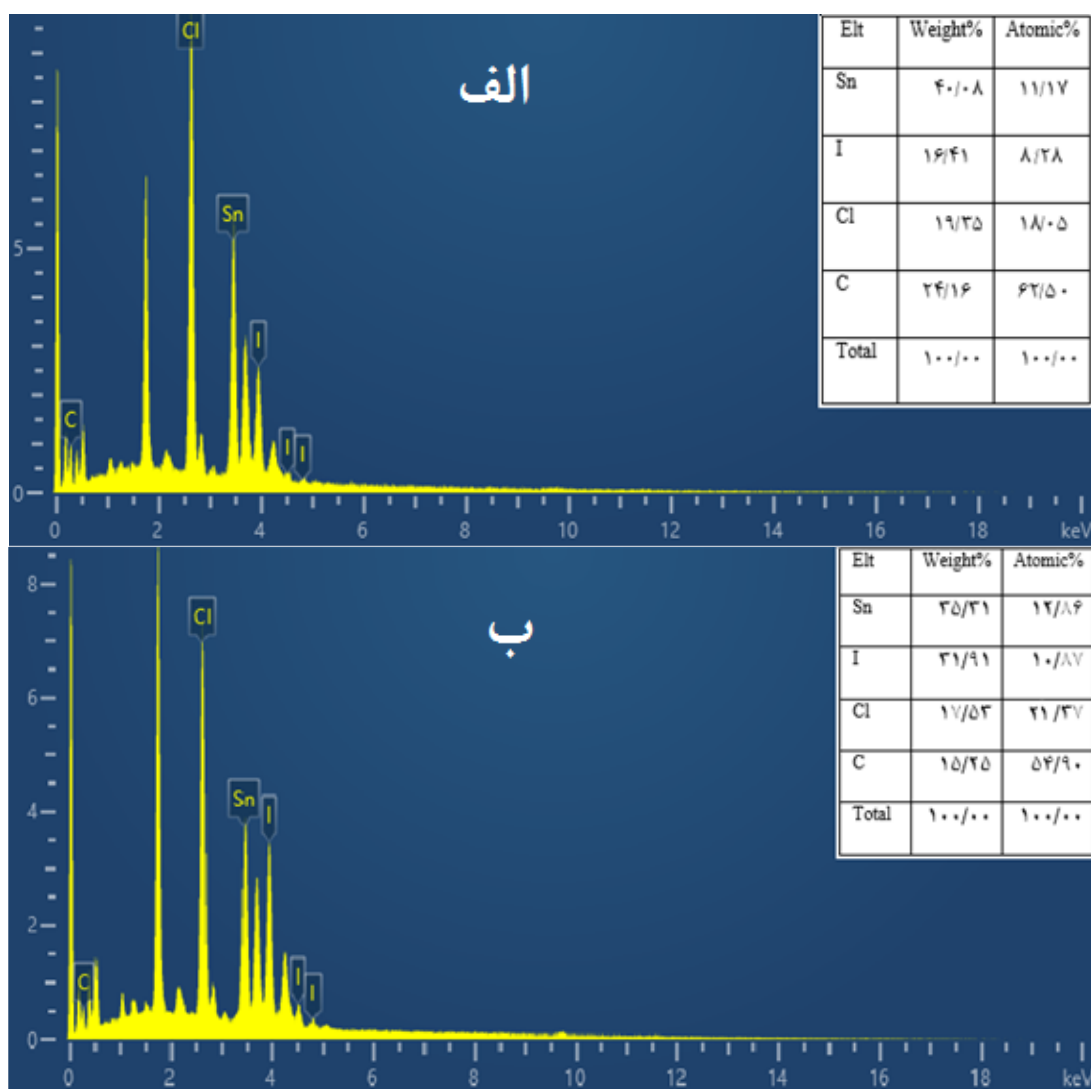 Cl
الف
Sn
I
C
I
I
5
0
0 2 4 6 8 10 12 14 16 18 keV
Elt Weight% Atomic%
Sn ۴۰/۰۸ ۱۱/۱۷
I ۱۶/۴۱ ۸/۲۸
Cl ۱۹/۳۵ ۱۸/۰۵
C ۲۴/۱۶ ۶۲/۵۰
Total ۱۰۰/۰۰ ۱۰۰/۰۰
8
Cl
ب
6
4
Sn
I
2
C
I
I
0
0 2 4 6 8 10 12 14 16 18 keV
Elt Weight% Atomic%
Sn ۳۵/۳۱ ۱۲/۸۶
I ۳۱/۹۱ ۱۰/۸۷
Cl ۱۷/۵۳ ۲۱/۳۷
C ۱۵/۲۵ ۵۴/۹۰
Total ۱۰۰/۰۰ ۱۰۰/۰۰